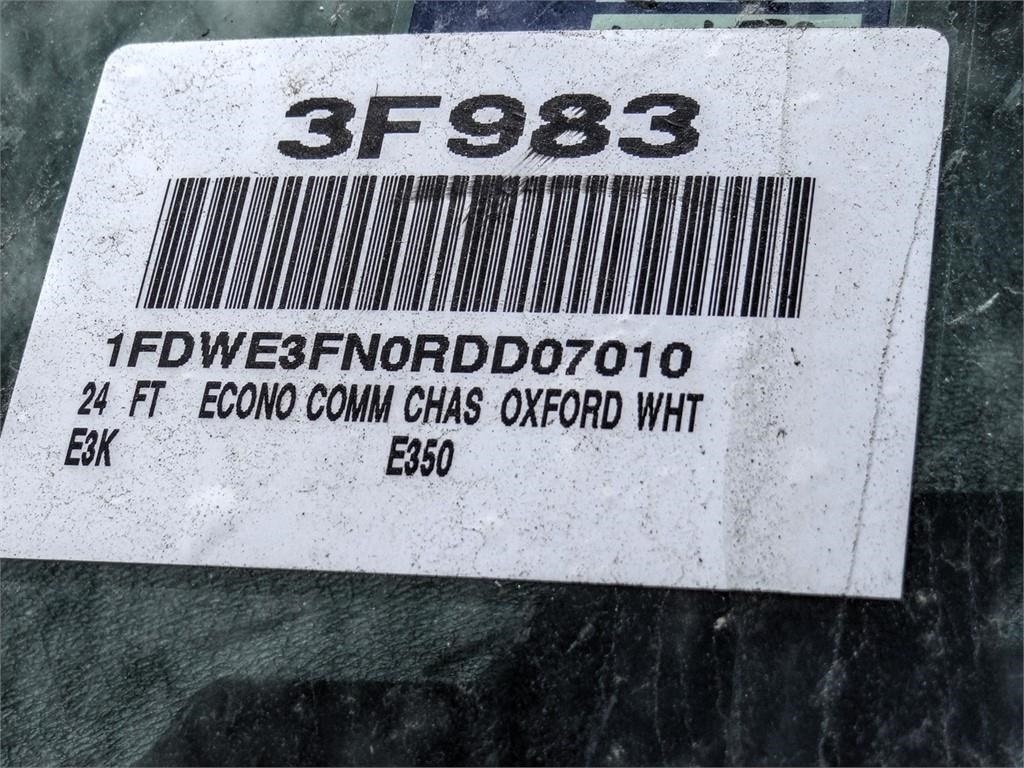 3F983
1FDWE3FN0RDD07010
24 FT ECONO COMM CHAS OXFORD WHT
E3K E350